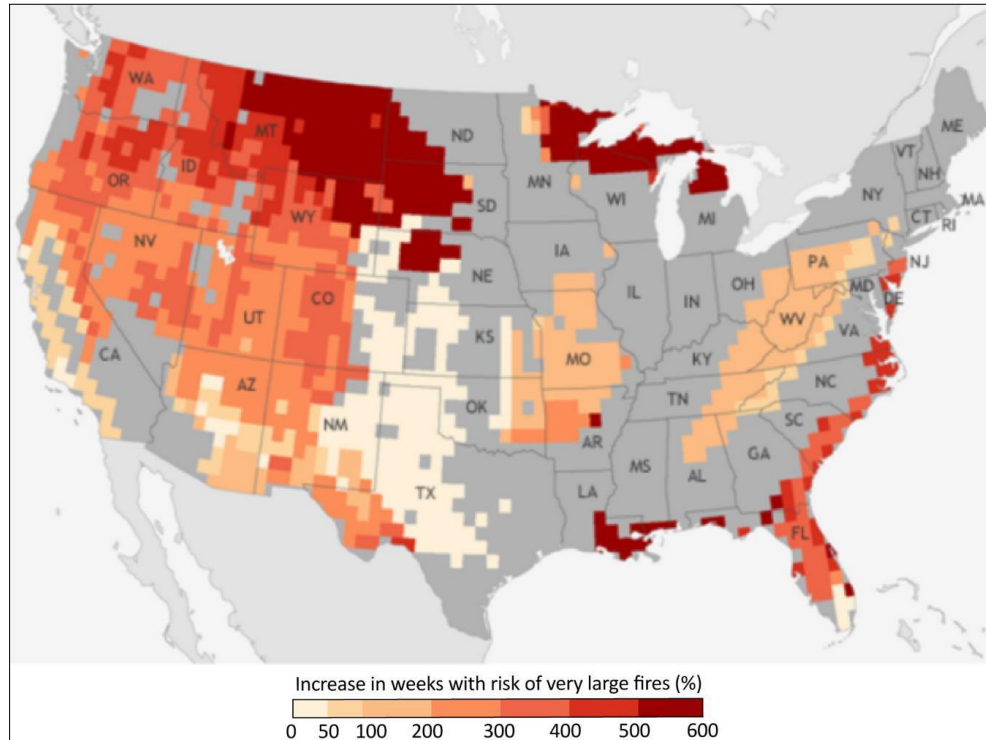 WA
MT
ND
ME
VT
NH
OR
ID
MN
WI
NY
MA
CT
RI
WY
SD
MI
NV
IA
PA
NJ
NE
OH
MD
DE
IL
IN
WV
UT
CO
VA
CA
KS
MO
KY
NC
AZ
TN
NM
OK
AR
SC
MS
AL
GA
TX
LA
FL
Increase in weeks with risk of very large fires (%)
0 50 100 200 300 400 500 600